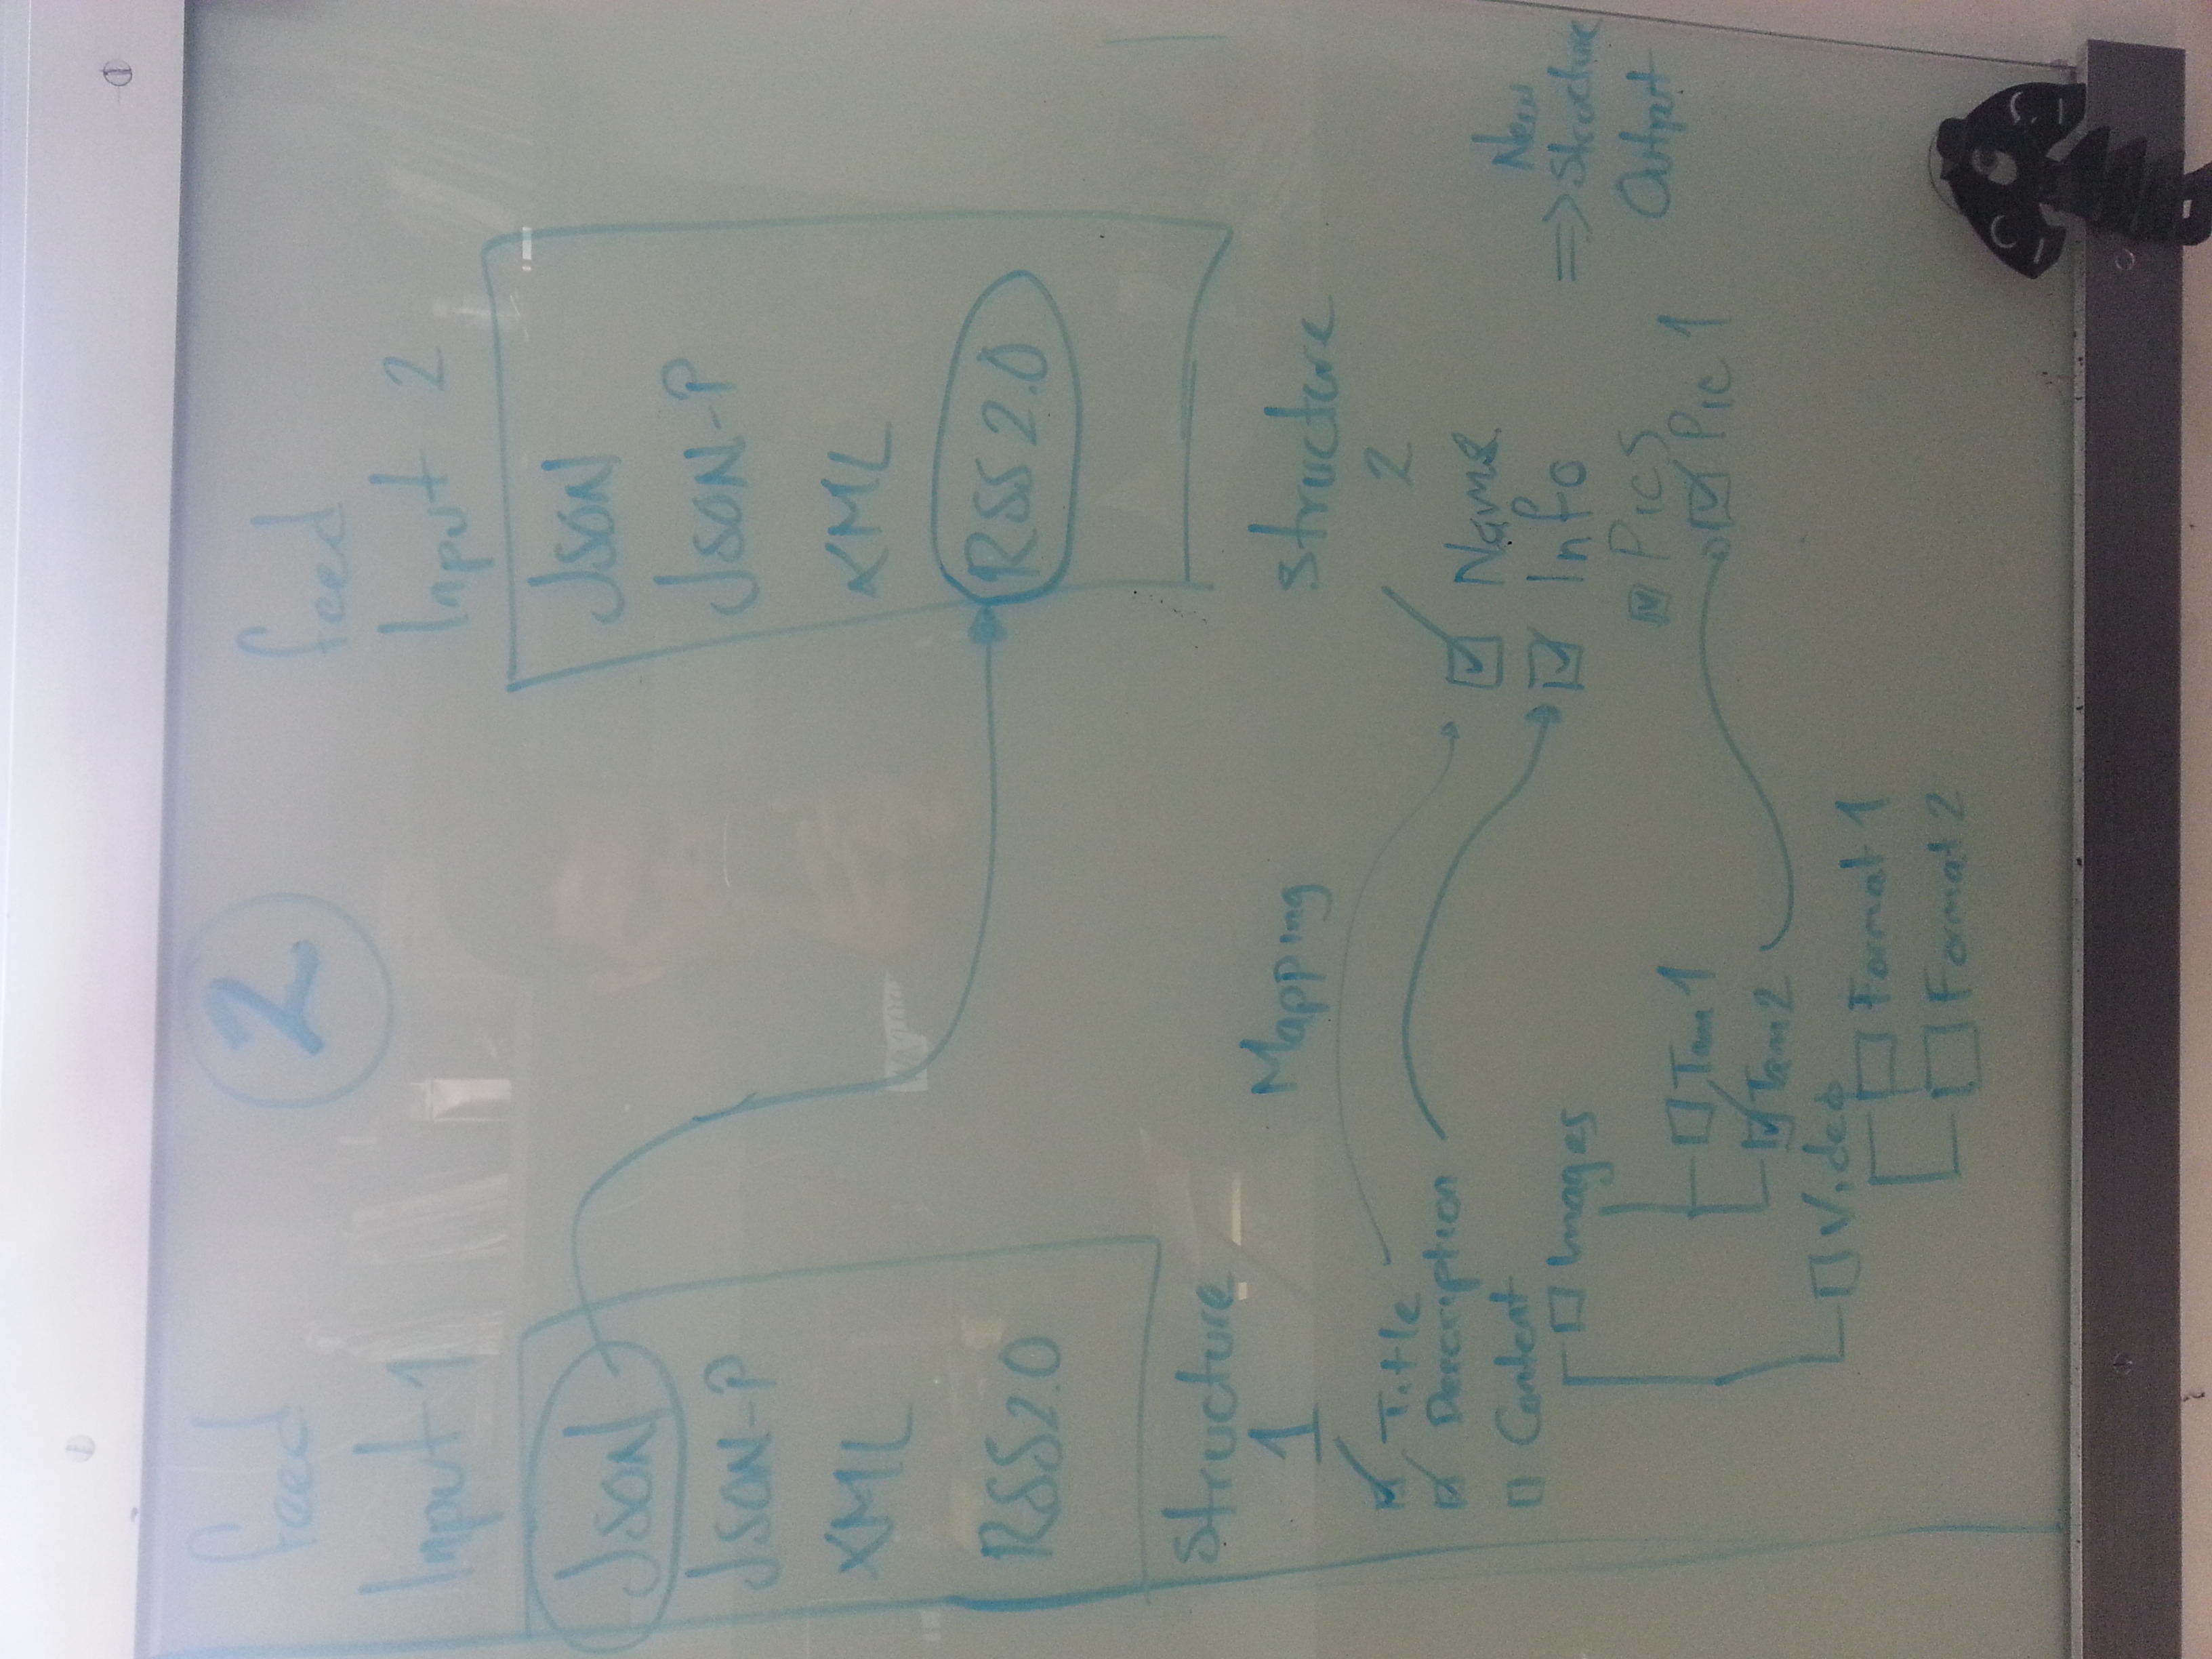 feed
Input 1
JSON
JSON-P
XML
RSS2.0
Structure
1
Title
Description
Content
Images
Tam 1
Tam 2
Video
Format 1
Format 2
2
Mapping
feed
Input 2
JSON
JSON-P
XML
RSS 2.0
Structure
2
Name
Info
Pics
Pic 1
=> New
Structure
Output